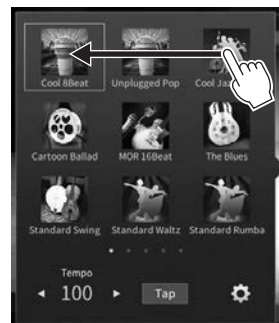 Cool 8Beat Unplugged Pop Cool Ja
Cartoon Ballad MOR 16Beat The Blues
Standard Swing Standard Waltz Standard Rumba
Tempo
100 Tap